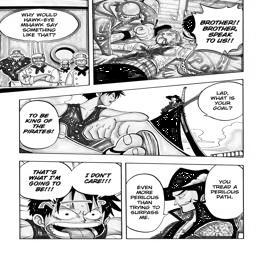 BROTHER!!
BROTHER,
SPEAK
TO US!!
WHY WOULD
HAWK-EYE
MIHAWK SAY
SOMETHING
LIKE THAT?
LAD,
WHAT IS
YOUR
GOAL?
TO BE
KING OF
THE
PIRATES!
YOU
TREAD A
PERILOUS
PATH.
EVEN
MORE
PERILOUS
THAN
TRYING TO
SURPASS
ME.
I DON'T
CARE!!!
THAT'S
WHAT I'M
GOING TO
BE!!!